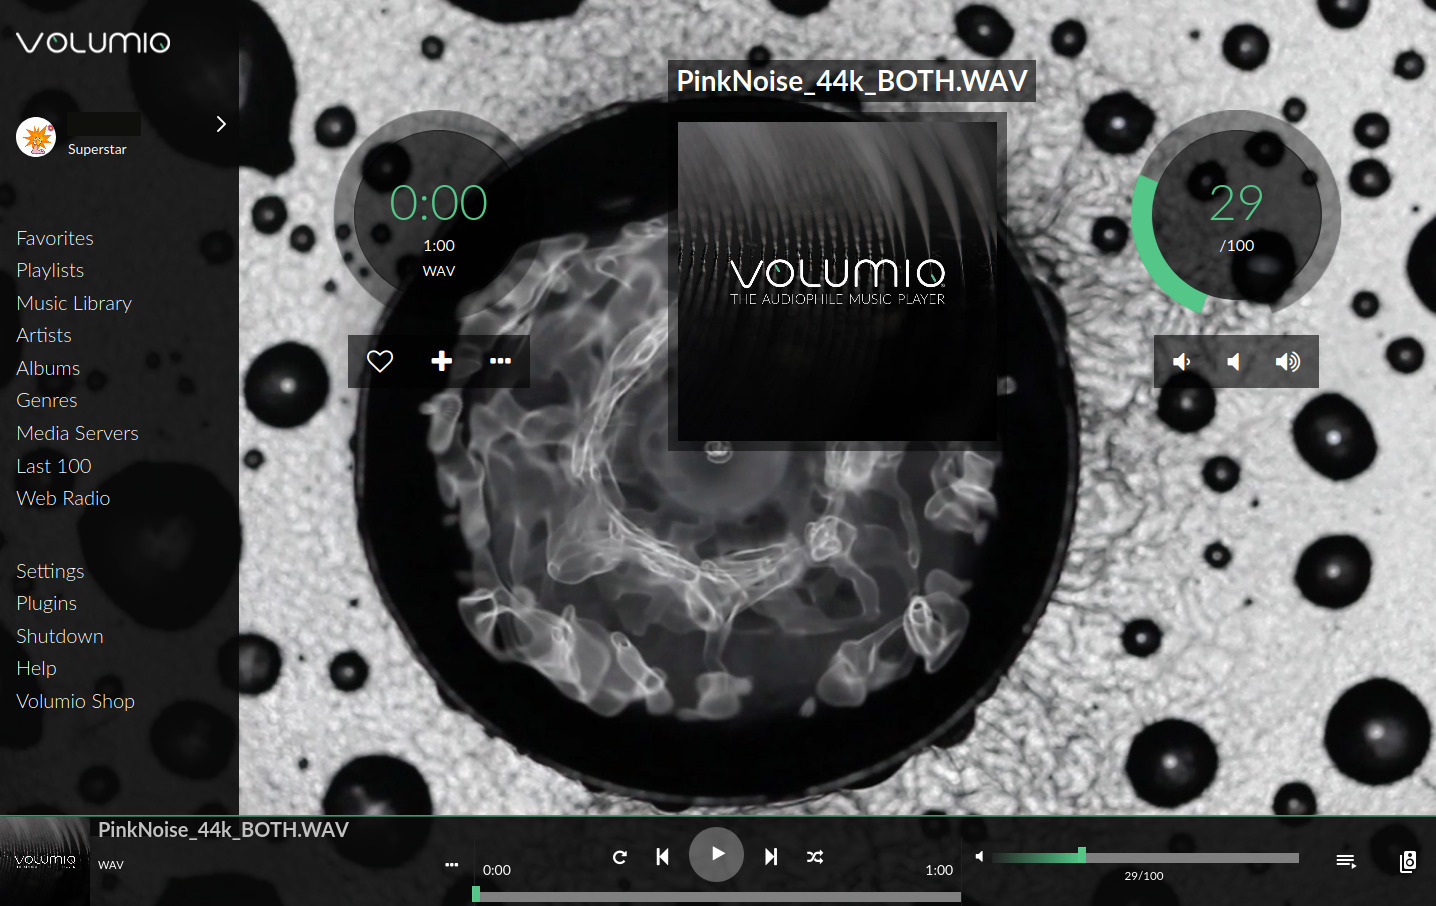 VOLUMIO
Superstar
Favorites
Playlists
Music Library
Artists
Albums
Genres
Media Servers
Last 100
Web Radio
Settings
Plugins
Shutdown
Help
Volumio Shop
PinkNoise_44k_BOTH.WAV
0:00
1:00
WAV
VOLUMIO
THE AUDIOPHILE MUSIC PLAYER
29
/100
VOLUMIO
PinkNoise_44k_BOTH.WAV
WAV
0:00
1:00
29/100